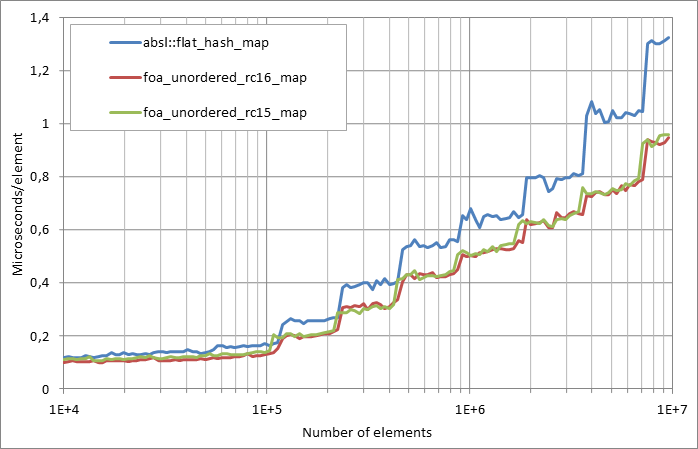 1,4
1,2
1
0,8
0,6
0,4
0,2
0
Microseconds/element
absl::flat_hash_map
foa_unordered_rc16_map
foa_unordered_rc15_map
1E+4 1E+5 1E+6 1E+7
Number of elements